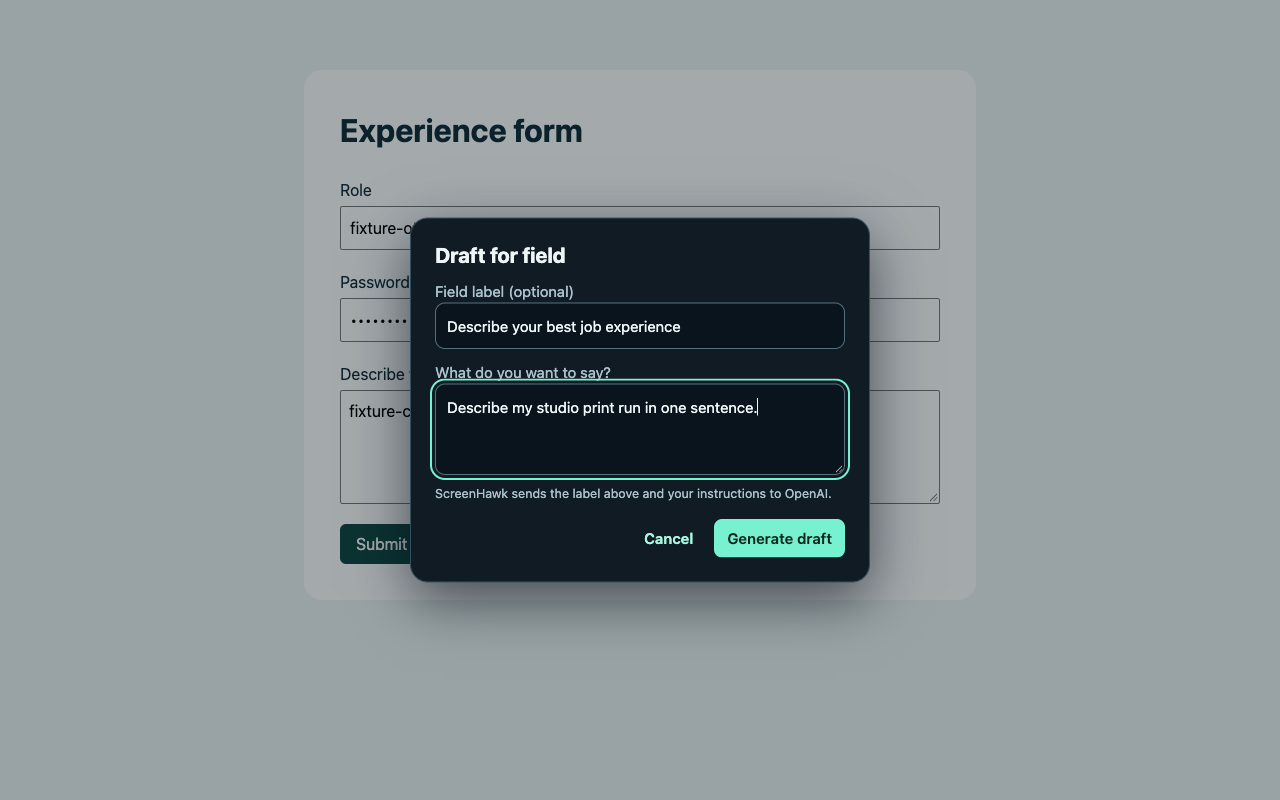 Experience form
Role
fixture-
Password
••••••••
Describe
fixture-
Submit
Draft for field
Field label (optional)
Describe your best job experience
What do you want to say?
Describe my studio print run in one sentence.
ScreenHawk sends the label above and your instructions to OpenAI.
Cancel
Generate draft